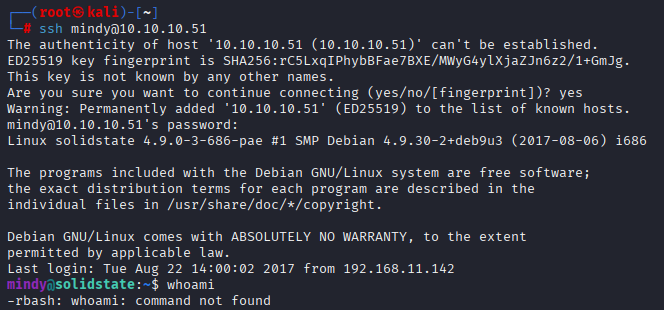 ┌──(root㉿kali)-[~]
└─# ssh mindy@10.10.10.51
The authenticity of host '10.10.10.51 (10.10.10.51)' can't be established.
ED25519 key fingerprint is SHA256:rC5LxqIPhybBFae7BXE/MWyG4ylXjaZJn6z2/1+GmJg.
This key is not known by any other names.
Are you sure you want to continue connecting (yes/no/[fingerprint])? yes
Warning: Permanently added '10.10.10.51' (ED25519) to the list of known hosts.
mindy@10.10.10.51's password:
Linux solidstate 4.9.0-3-686-pae #1 SMP Debian 4.9.30-2+deb9u3 (2017-08-06) i686
The programs included with the Debian GNU/Linux system are free software;
the exact distribution terms for each program are described in the
individual files in /usr/share/doc/*/copyright.
Debian GNU/Linux comes with ABSOLUTELY NO WARRANTY, to the extent
permitted by applicable law.
Last login: Tue Aug 22 14:00:02 2017 from 192.168.11.142
mindy@solidstate:~$ whoami
-rbash: whoami: command not found